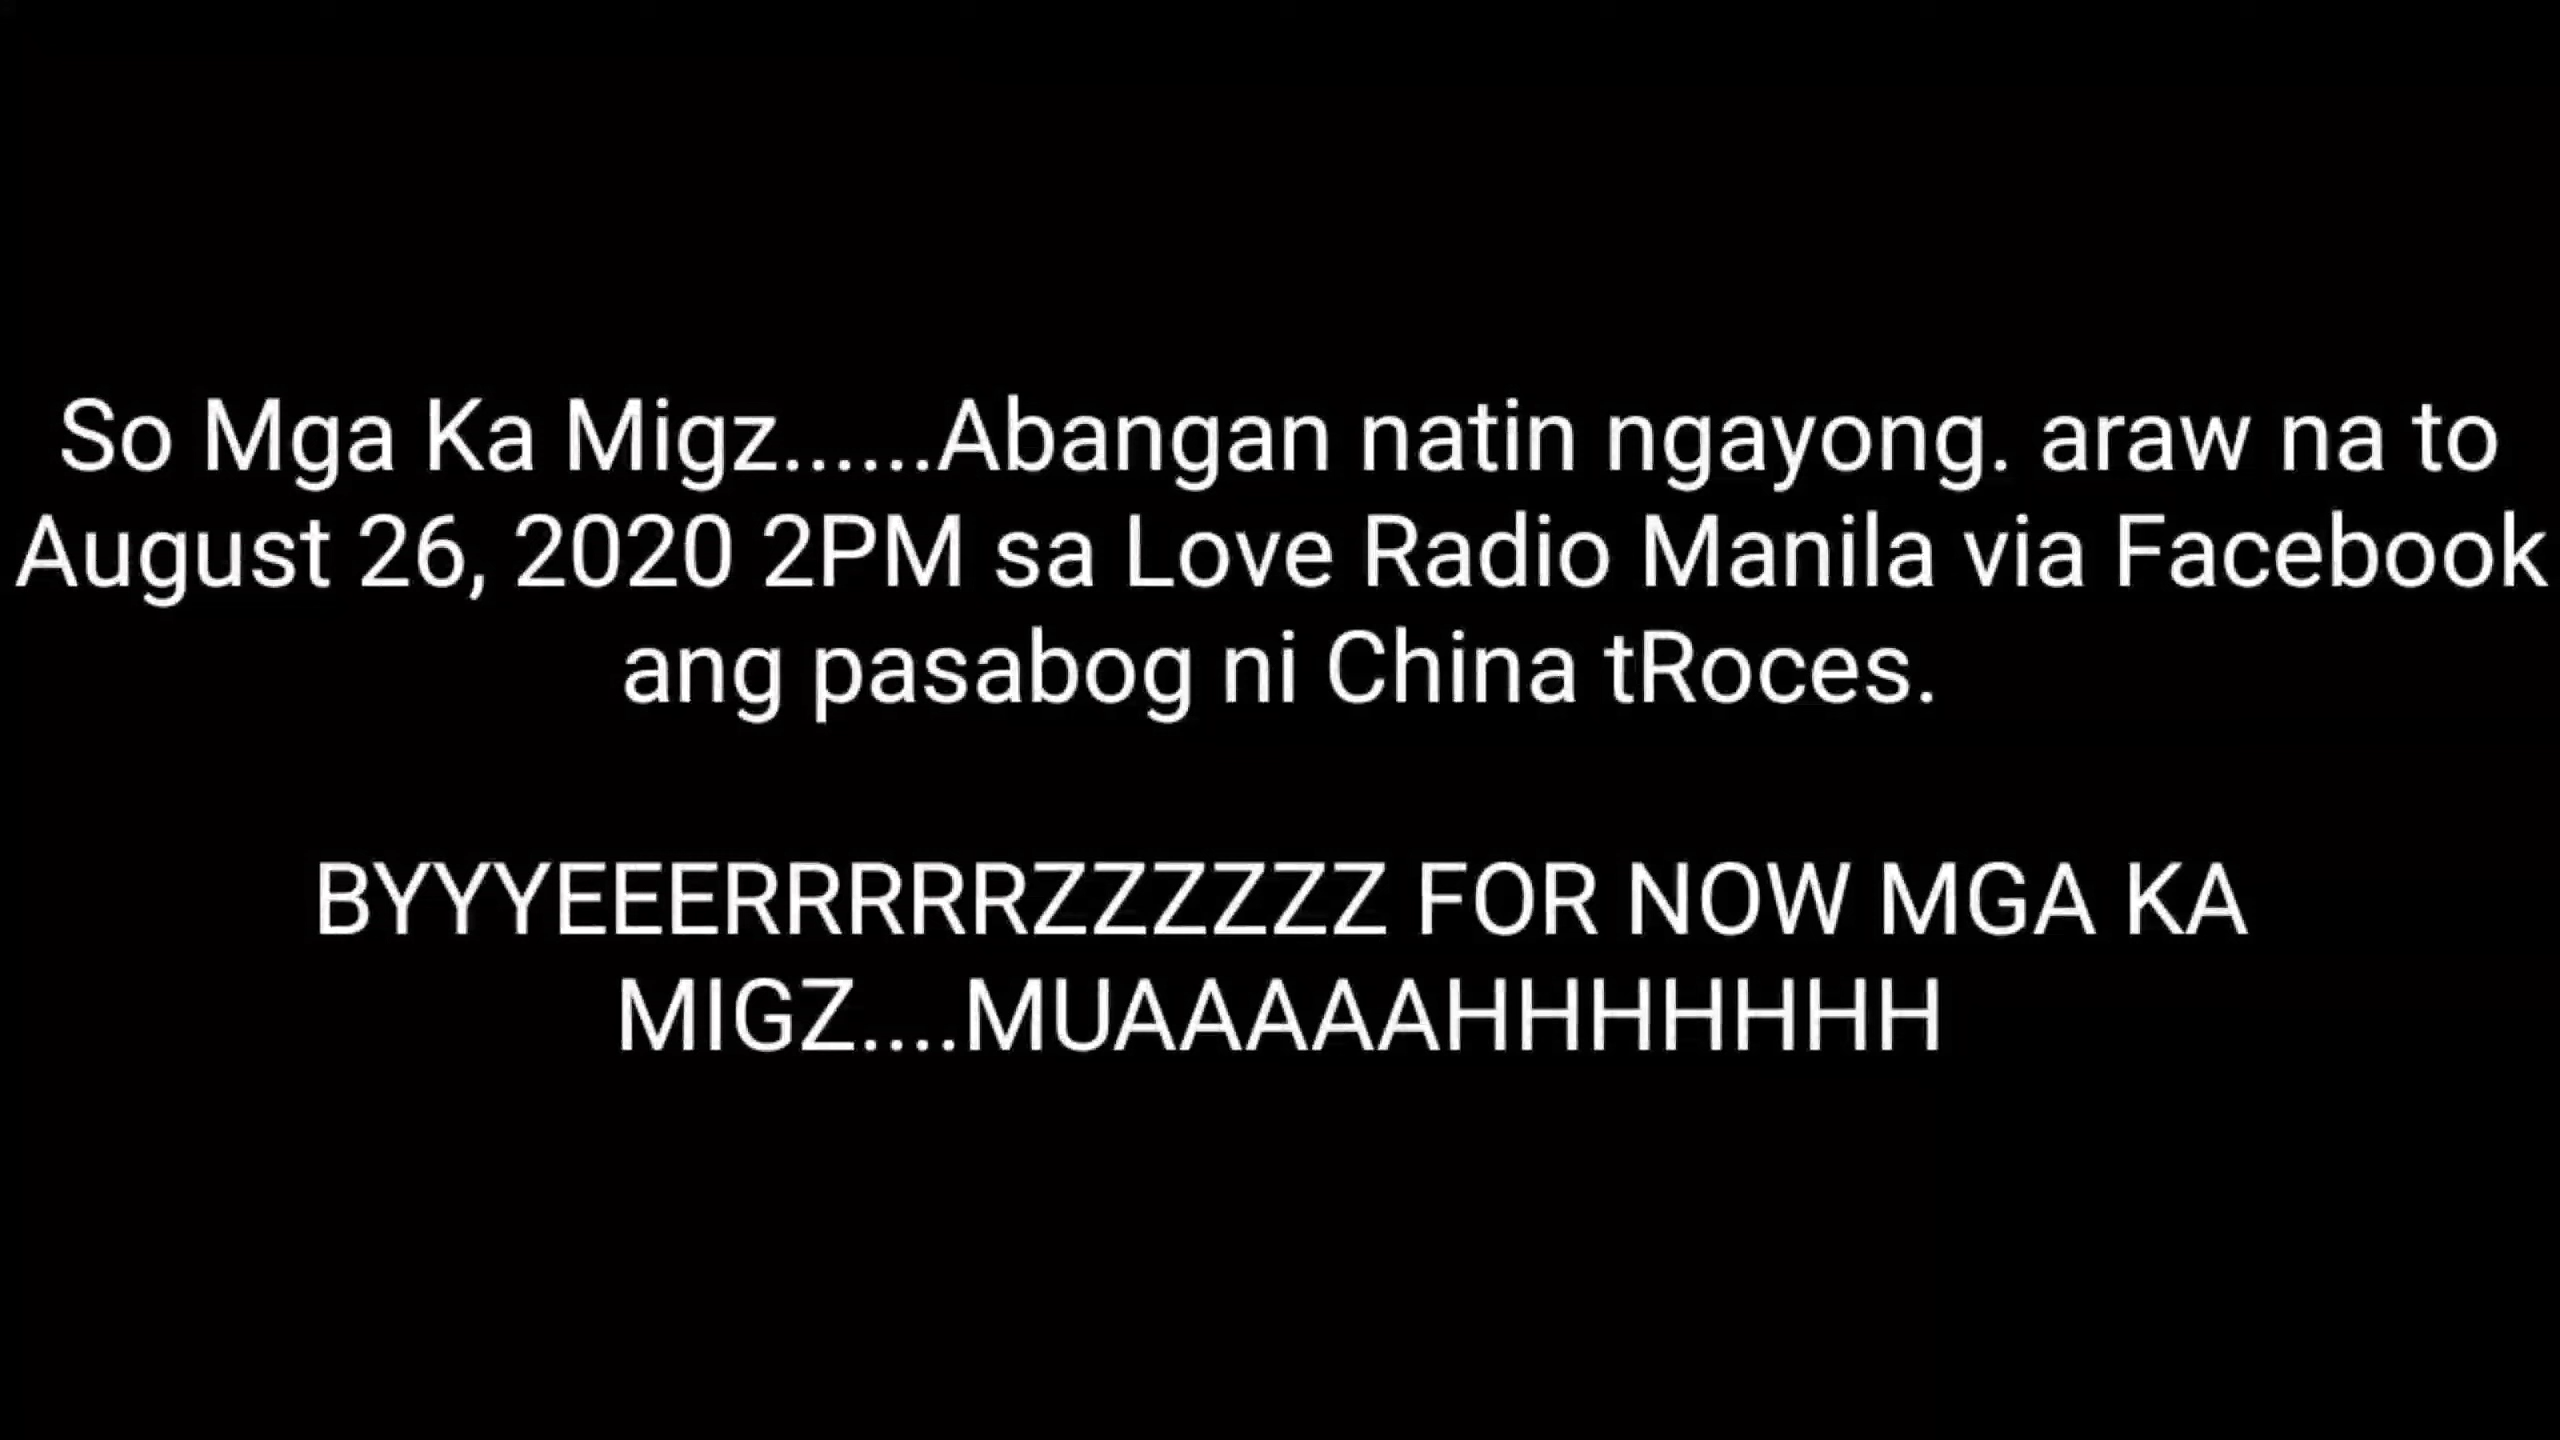 So Mga Ka Migz......Abangan natin ngayong. araw na to
August 26, 2020 2PM sa Love Radio Manila via Facebook
ang pasabog ni China tRoces.
BYYYEEERRRRRZZZZZZ FOR NOW MGA KA
MIGZ....MUAAAAAHHHHHHH